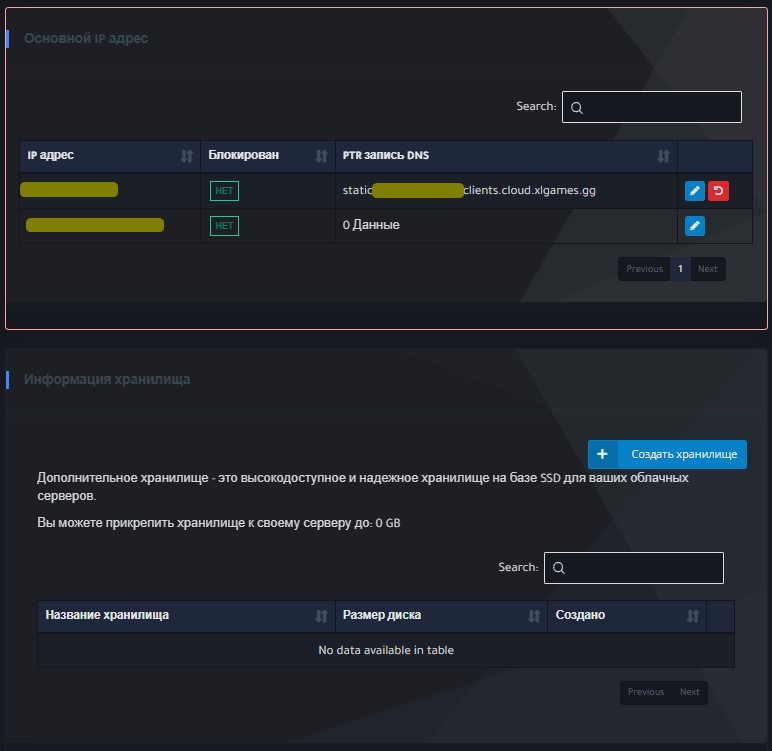 Основной IP адрес
Search:
IP адрес Блокирован PTR запись DNS
НЕТ static clients.cloud.xlgames.gg
НЕТ 0 Данные
Previous 1 Next
Информация хранилища
+ Создать хранилище
Дополнительное хранилище - это высокодоступное и надежное хранилище на базе SSD для ваших облачных
серверов.
Вы можете прикрепить хранилище к своему серверу до: 0 GB
Search:
Название хранилища Размер диска Создано
No data available in table
Previous Next